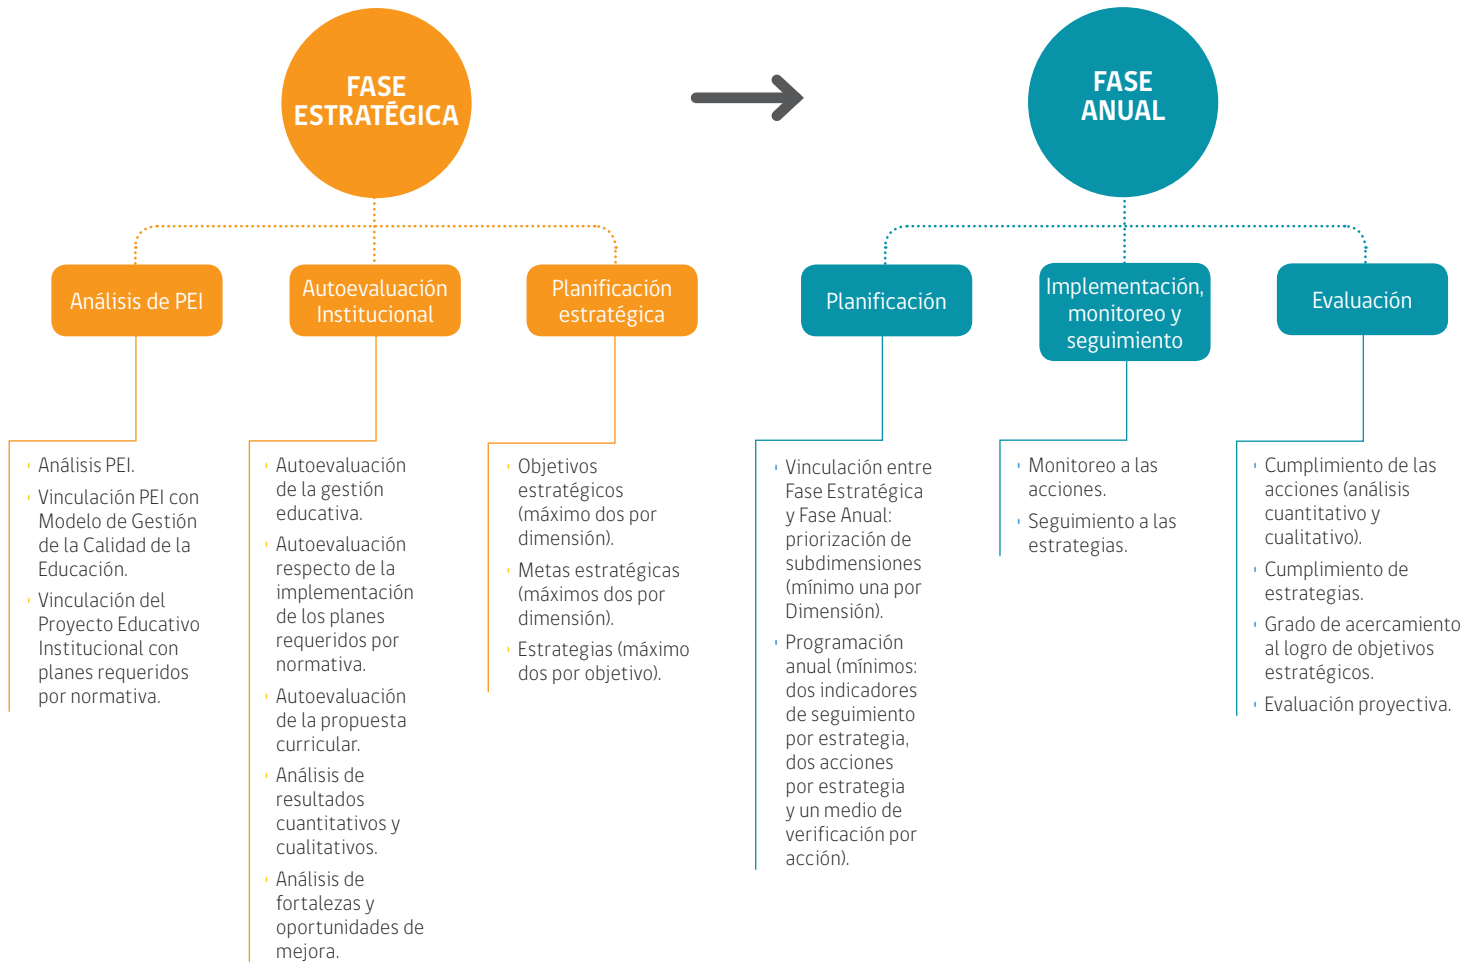 FASE
ESTRATÉGICA
FASE
ANUAL
Análisis de PEI
Autoevaluación
Institucional
Planificación
estratégica
Planificación
Implementación,
monitoreo y
seguimiento
Evaluación
Análisis PEI.
Vinculación PEI con
Modelo de Gestión
de la Calidad de la
Educación.
Vinculación del
Proyecto Educativo
Institucional con
planes requeridos
por normativa.
Autoevaluación
de la gestión
educativa.
Autoevaluación
respecto de la
implementación
de los planes
requeridos por
normativa.
Autoevaluación
de la propuesta
curricular.
Análisis de
resultados
cuantitativos y
cualitativos.
Análisis de
fortalezas y
oportunidades de
mejora.
Objetivos
estratégicos
(máximo dos por
dimensión).
Metas estratégicas
(máximos dos por
dimensión).
Estrategias (máximo
dos por objetivo).
Vinculación entre
Fase Estratégica
y Fase Anual:
priorización de
subdimensiones
(mínimo una por
Dimensión).
Programación
anual (mínimos:
dos indicadores
de seguimiento
por estrategia,
dos acciones
por estrategia
y un medio de
verificación por
acción).
Monitoreo a las
acciones.
Seguimiento a las
estrategias.
Cumplimiento de las
acciones (análisis
cuantitativo y
cualitativo).
Cumplimiento de
estrategias.
Grado de acercamiento
al logro de objetivos
estratégicos.
Evaluación proyectiva.